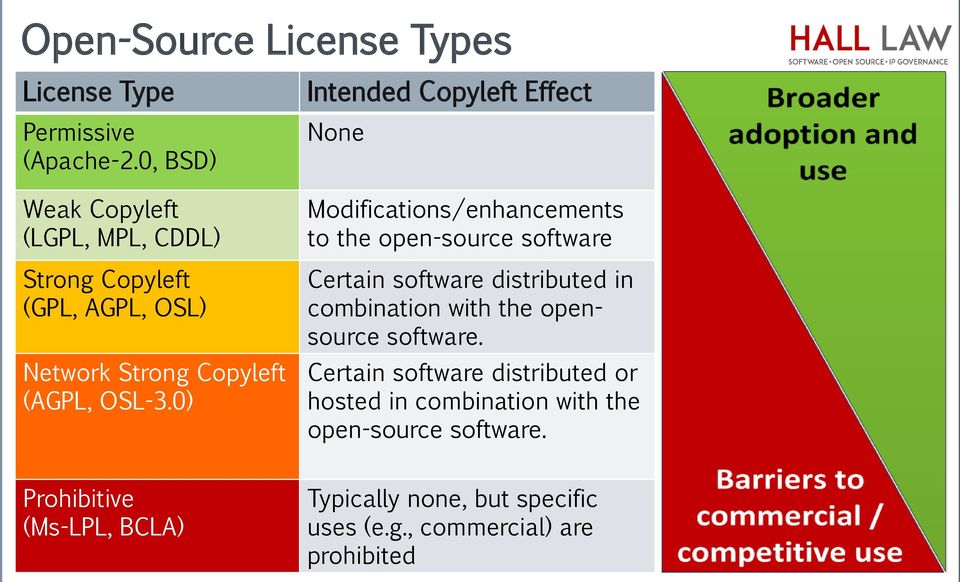 Open-Source License Types
HALL LAW
SOFTWARE • OPEN SOURCE • IP GOVERNANCE
License Type
Intended Copyleft Effect
Permissive
(Apache-2.0, BSD)
None
Weak Copyleft
(LGPL, MPL, CDDL)
Modifications/enhancements
to the open-source software
Strong Copyleft
(GPL, AGPL, OSL)
Certain software distributed in
combination with the open-
source software.
Network Strong Copyleft
(AGPL, OSL-3.0)
Certain software distributed or
hosted in combination with the
open-source software.
Prohibitive
(Ms-LPL, BCLA)
Typically none, but specific
uses (e.g., commercial) are
prohibited
Broader
adoption and
use
Barriers to
commercial /
competitive use